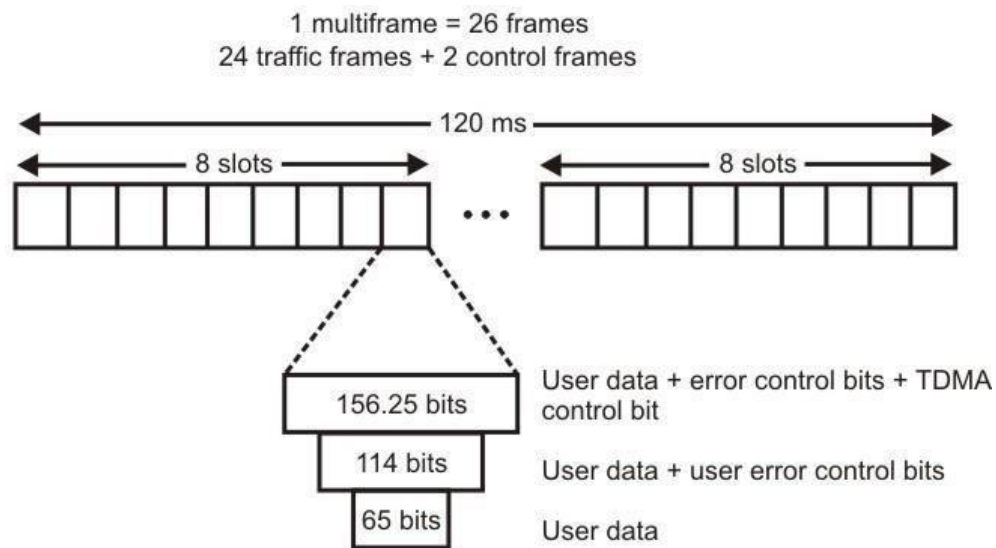 1 multiframe = 26 frames
24 traffic frames + 2 control frames
120 ms
8 slots
8 slots
156.25 bits
User data + error control bits + TDMA
control bit
114 bits
User data + user error control bits
65 bits
User data